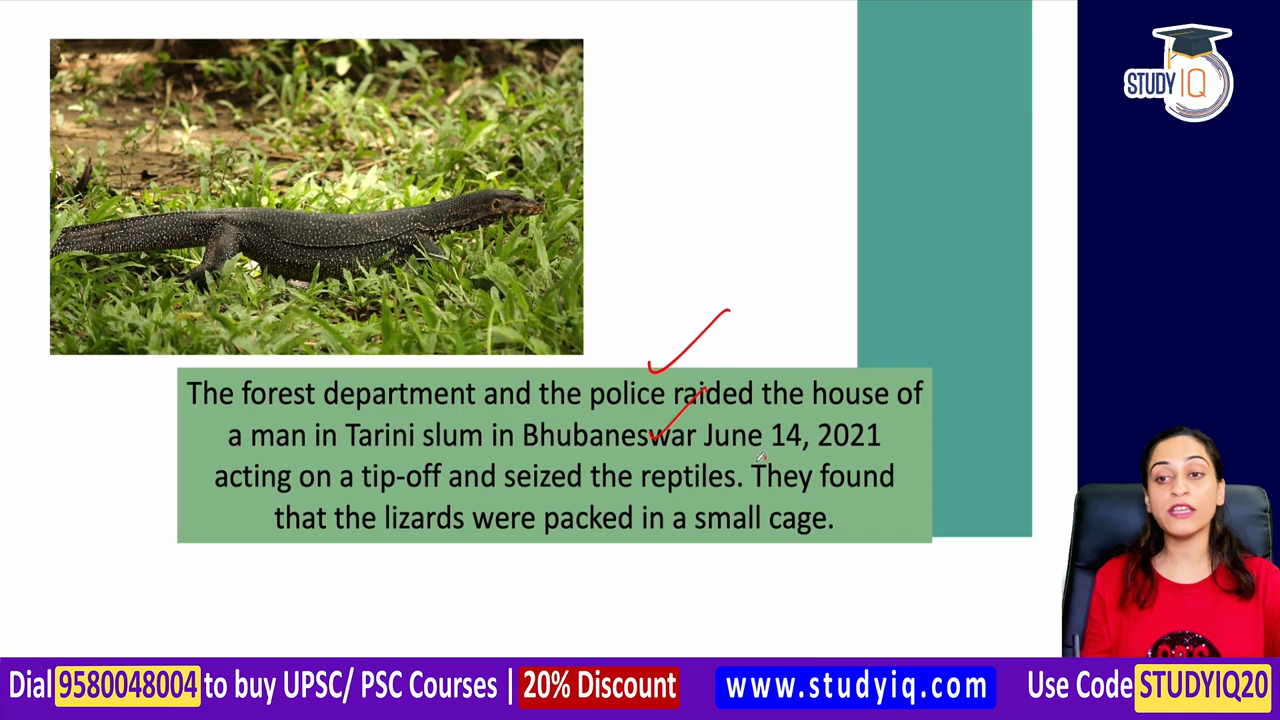 STUDY IQ
The forest department and the police raided the house of
a man in Tarini slum in Bhubaneswar June 14, 2021
acting on a tip-off and seized the reptiles. They found
that the lizards were packed in a small cage.
Dial 9580048004 to buy UPSC/ PSC Courses | 20% Discount www.studyiq.com Use Code STUDYIQ20